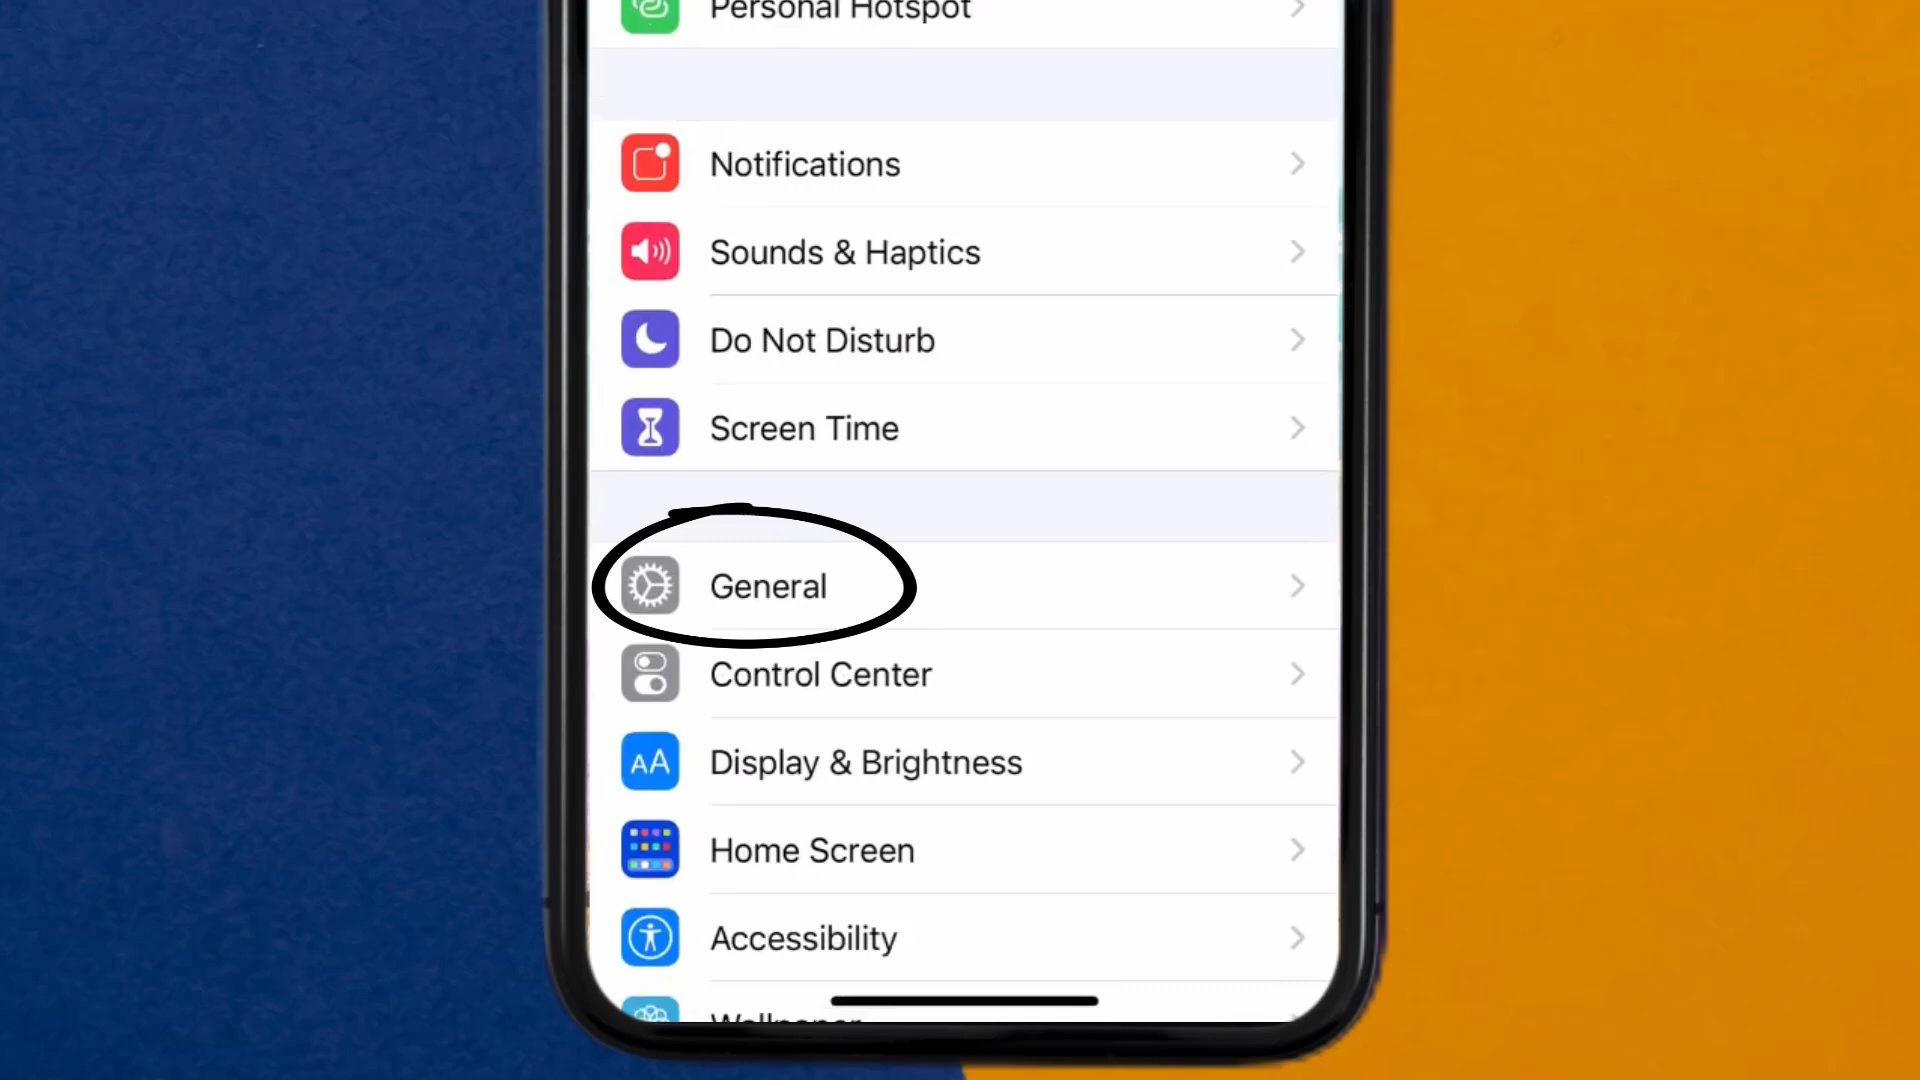 Personal Hotspot
Notifications
Sounds & Haptics
Do Not Disturb
Screen Time
General
Control Center
AA Display & Brightness
Home Screen
Accessibility
Wallpaper